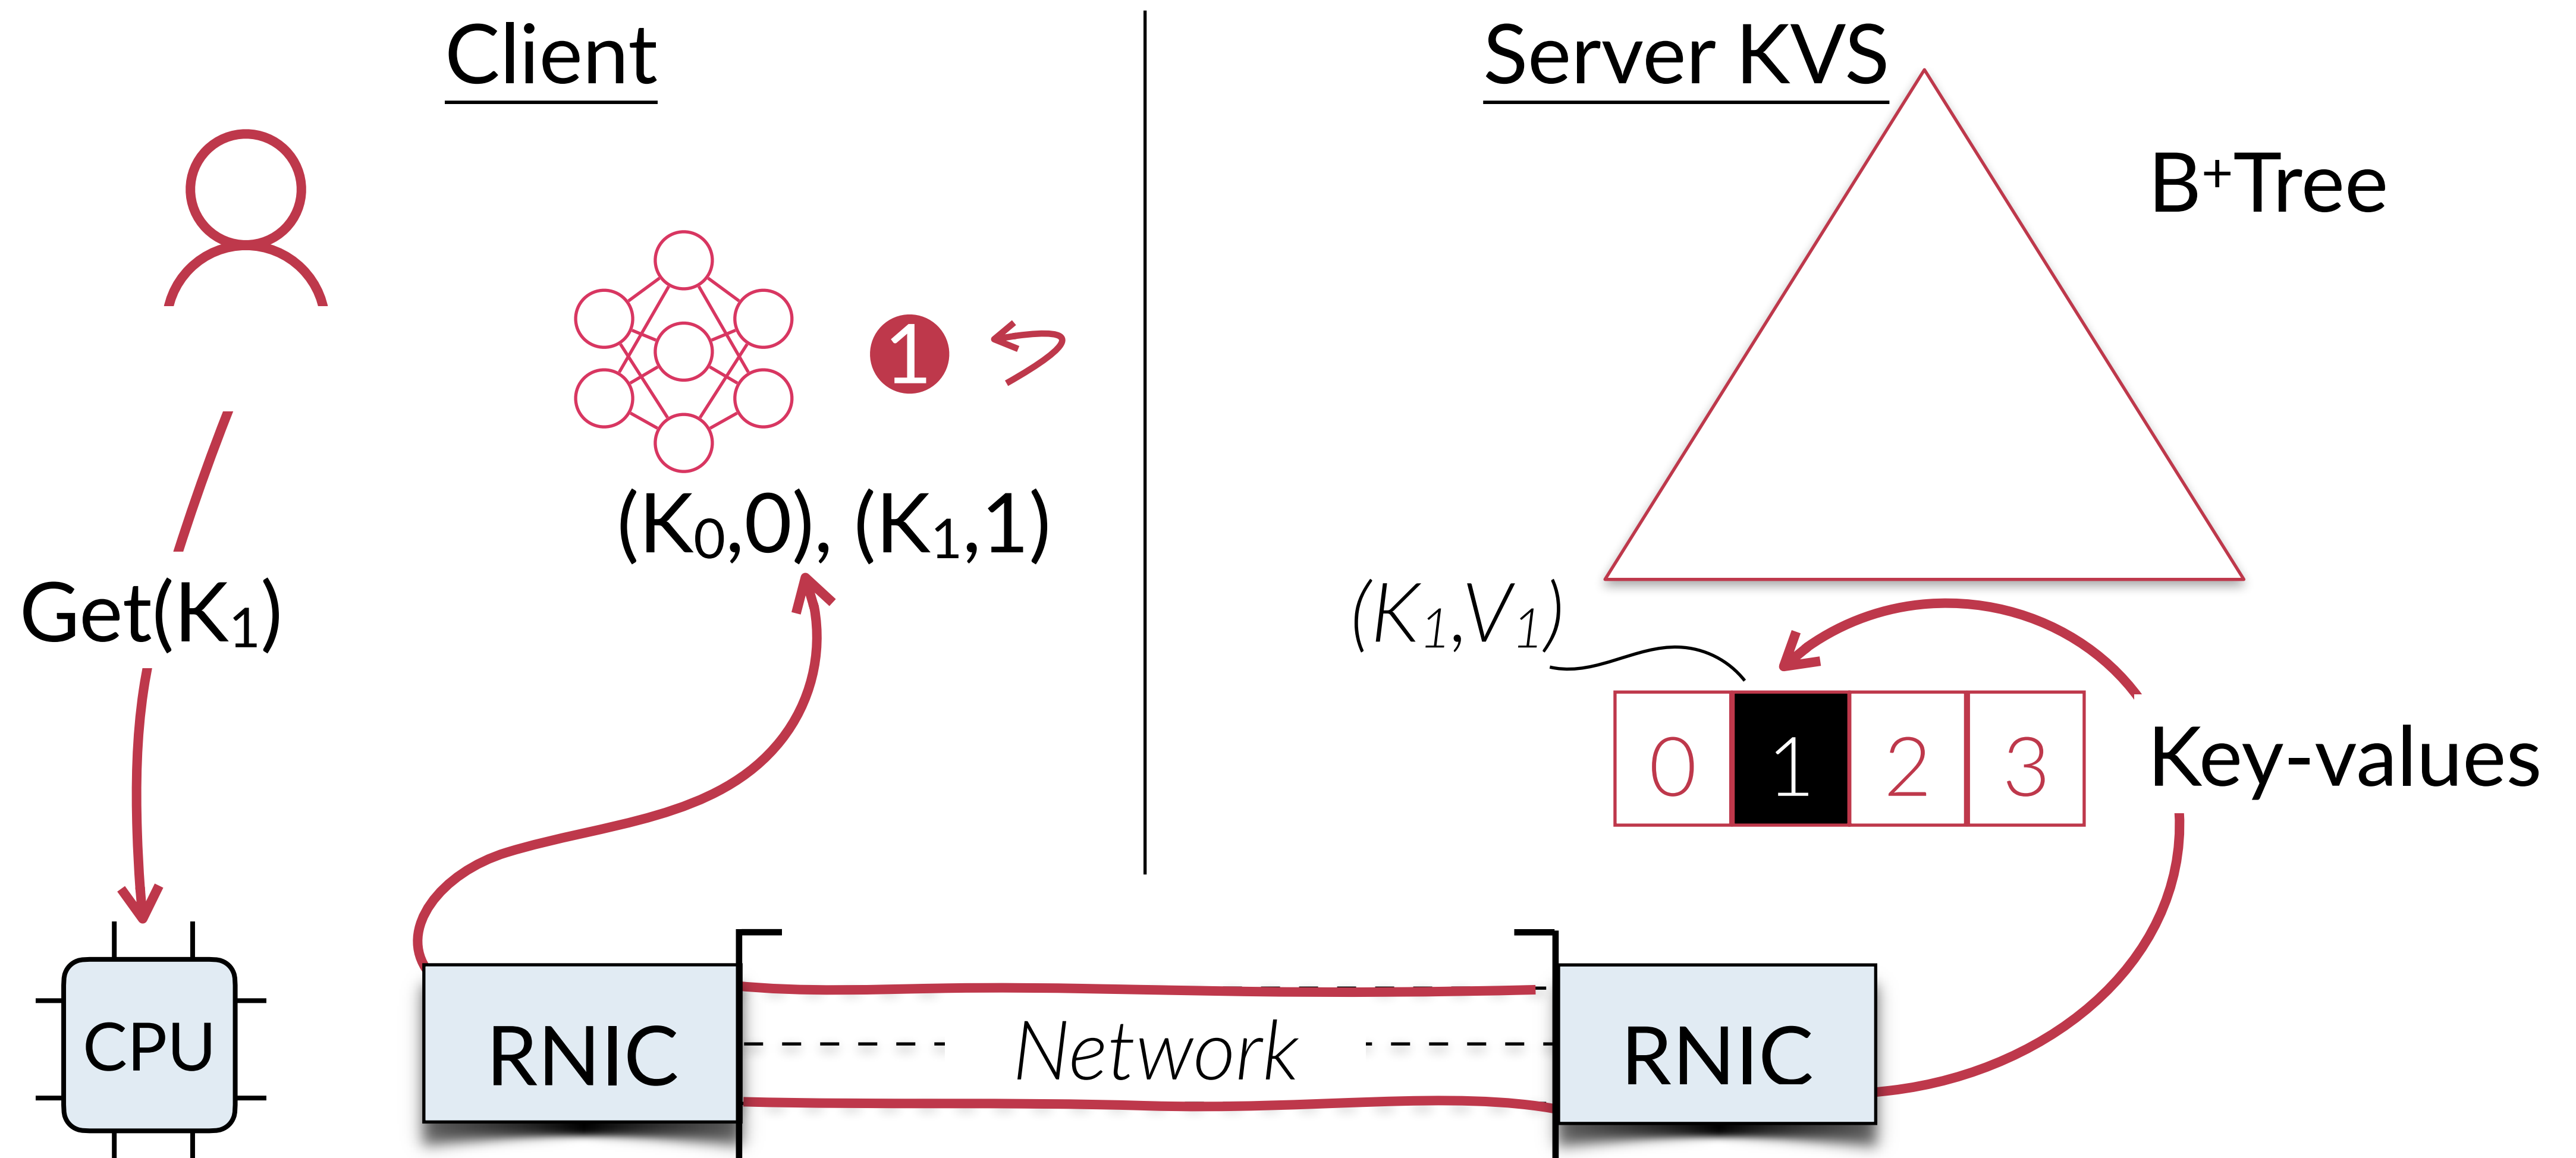 Client
Server KVS
B⁺Tree
1
(K₀,0), (K₁,1)
Get(K₁)
(K₁,V₁)
0 1 2 3
Key-values
CPU
RNIC
Network
RNIC